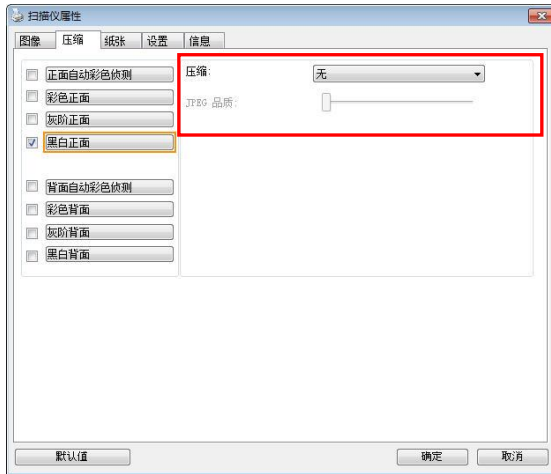 扫描仪属性
图像 压缩 纸张 设置 信息
正面自动彩色侦测
彩色正面
灰阶正面
黑白正面
背面自动彩色侦测
彩色背面
灰阶背面
黑白背面
压缩: 无
JPEG 品质:
默认值 确定 取消